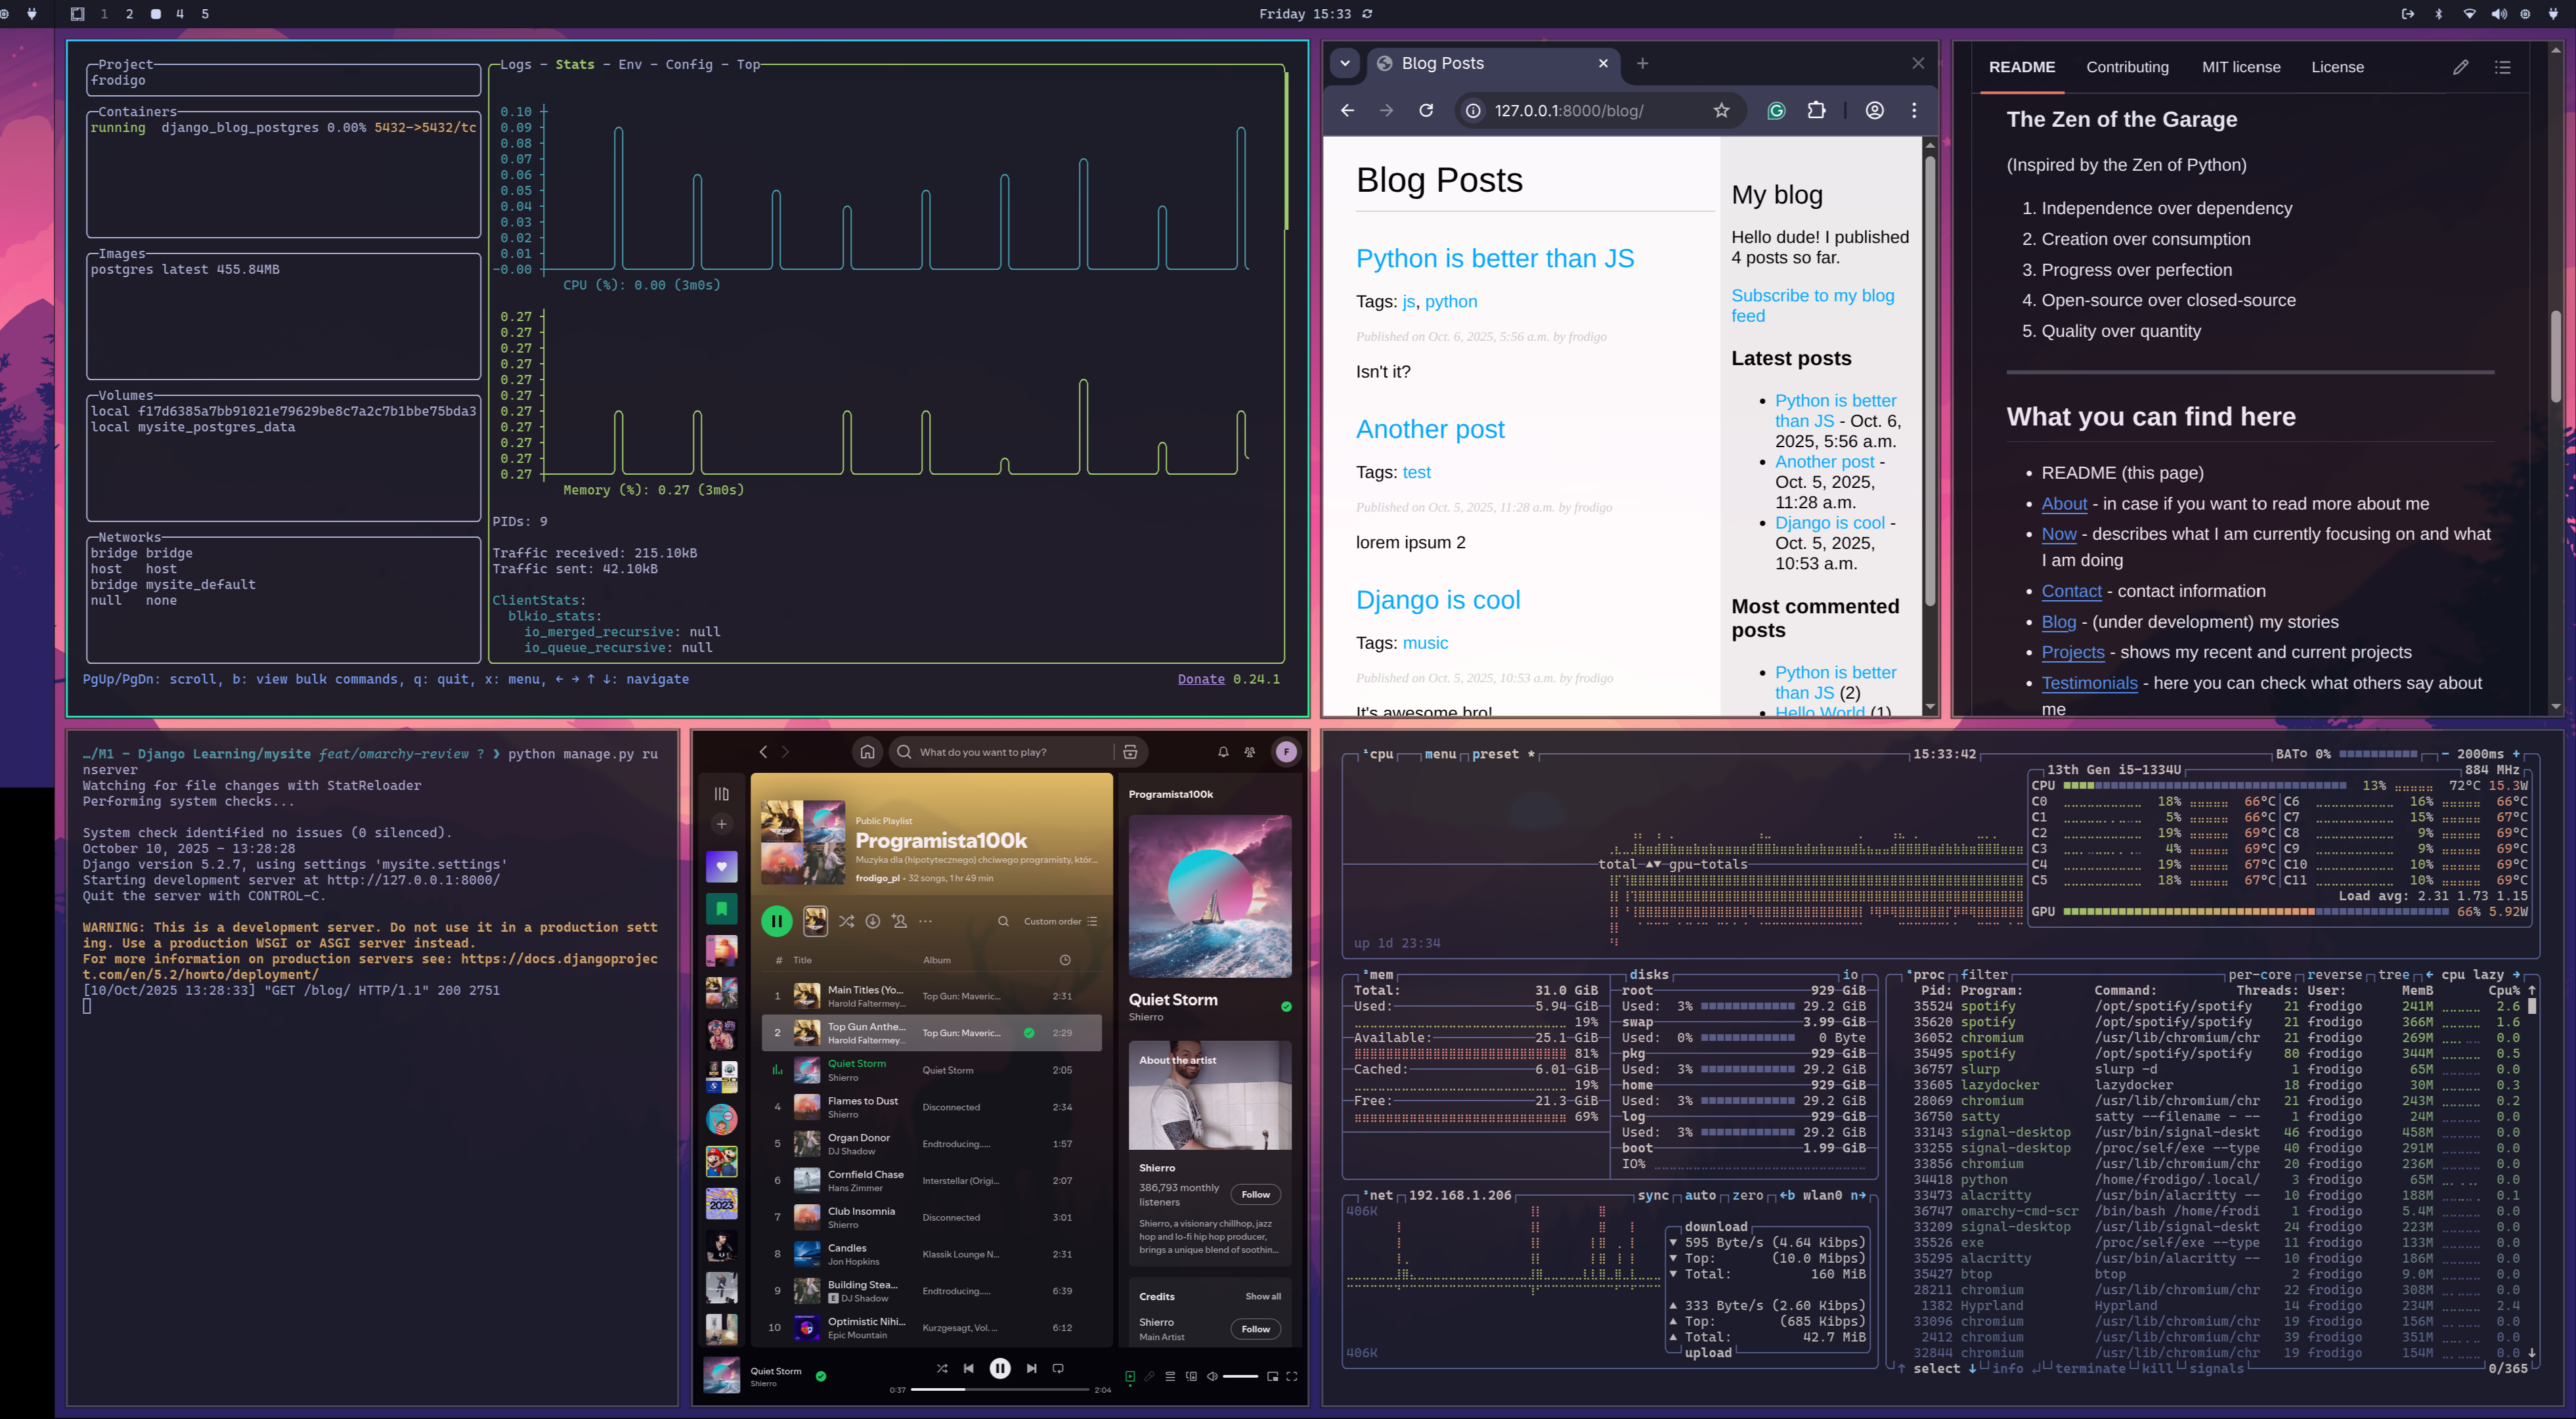 1 2 4 5
Friday 15:33
Project
frodigo
Containers
running django_blog_postgres 0.00% 5432->5432/tc
Images
postgres latest 455.84MB
Volumes
local f17d6385a7bb91021e79629be8c7a2c7b1bbe75bda3
local mysite_postgres_data
Networks
bridge bridge
host host
bridge mysite_default
null none
Logs - Stats - Env - Config - Top
0.10
0.09
0.08
0.07
0.06
0.05
0.04
0.03
0.02
0.01
-0.00
CPU (%): 0.00 (3m0s)
0.27
0.27
0.27
0.27
0.27
0.27
0.27
0.27
0.27
0.27
0.27
Memory (%): 0.27 (3m0s)
PIDs: 9
Traffic received: 215.10kB
Traffic sent: 42.10kB
ClientStats:
blkio_stats:
io_merged_recursive: null
io_queue_recursive: null
PgUp/PgDn: scroll, b: view bulk commands, q: quit, x: menu, ← → ↑ ↓: navigate
Donate 0.24.1
Blog Posts
127.0.0.1:8000/blog/
Blog Posts
Python is better than JS
Tags: js, python
Published on Oct. 6, 2025, 5:56 a.m. by frodigo
Isn't it?
Another post
Tags: test
Published on Oct. 5, 2025, 11:28 a.m. by frodigo
lorem ipsum 2
Django is cool
Tags: music
Published on Oct. 5, 2025, 10:53 a.m. by frodigo
It's awesome bro!
My blog
Hello dude! I published
4 posts so far.
Subscribe to my blog
feed
Latest posts
Python is better
than JS - Oct. 6,
2025, 5:56 a.m.
Another post -
Oct. 5, 2025,
11:28 a.m.
Django is cool -
Oct. 5, 2025,
10:53 a.m.
Most commented
posts
Python is better
than JS (2)
Hello World (1)
README Contributing MIT license License
The Zen of the Garage
(Inspired by the Zen of Python)
1. Independence over dependency
2. Creation over consumption
3. Progress over perfection
4. Open-source over closed-source
5. Quality over quantity
What you can find here
README (this page)
About - in case if you want to read more about me
Now - describes what I am currently focusing on and what
I am doing
Contact - contact information
Blog - (under development) my stories
Projects - shows my recent and current projects
Testimonials - here you can check what others say about
me
…/M1 - Django Learning/mysite feat/omarchy-review ? ❯ python manage.py ru
nserver
Watching for file changes with StatReloader
Performing system checks...
System check identified no issues (0 silenced).
October 10, 2025 - 13:28:28
Django version 5.2.7, using settings 'mysite.settings'
Starting development server at http://127.0.0.1:8000/
Quit the server with CONTROL-C.
WARNING: This is a development server. Do not use it in a production sett
ing. Use a production WSGI or ASGI server instead.
For more information on production servers see: https://docs.djangoprojec
t.com/en/5.2/howto/deployment/
[10/Oct/2025 13:28:33] "GET /blog/ HTTP/1.1" 200 2751
What do you want to play?
F
2023
Public Playlist
Programista100k
Muzyka dla (hipotytecznego) chciwego programisty, któr...
frodigo_pl • 32 songs, 1 hr 49 min
Custom order
# Title Album
1 Main Titles (Yo... Top Gun: Maveric... 2:31
Harold Faltermey...
2 Top Gun Anthe... Top Gun: Maveric... 2:29
Harold Faltermey...
Quiet Storm Quiet Storm 2:05
Shierro
4 Flames to Dust Disconnected 2:34
Shierro
5 Organ Donor Endtroducing..... 1:57
DJ Shadow
6 Cornfield Chase Interstellar (Origi... 2:07
Hans Zimmer
7 Club Insomnia Disconnected 3:01
Shierro
8 Candles Klassik Lounge N... 2:31
Jon Hopkins
9 Building Stea... Endtroducing..... 6:39
E DJ Shadow
10 Optimistic Nihi... Kurzgesagt, Vol. ... 6:12
Epic Mountain
Programista100k
Quiet Storm
Shierro
About the artist
Shierro
386,793 monthly
listeners
Follow
Shierro, a visionary chillhop, jazz
hop and lo-fi hip hop producer,
brings a unique blend of soothin...
Credits Show all
Shierro
Main Artist
Follow
Quiet Storm
Shierro
0:37 2:04
¹cpu menu preset * 15:33:42 BAT○ 0% - 2000ms +
13th Gen i5-1334U 884 MHz
CPU 13% 72°C 15.3W
C0 18% 66°C C6 16% 66°C
C1 5% 66°C C7 15% 67°C
C2 19% 69°C C8 9% 69°C
C3 4% 69°C C9 9% 69°C
C4 19% 67°C C10 10% 69°C
C5 18% 67°C C11 10% 69°C
Load avg: 2.31 1.73 1.15
GPU 66% 5.92W
total ▲▼ gpu-totals
up 1d 23:34
²mem
Total: 31.0 GiB
Used: 5.94 GiB
19%
Available: 25.1 GiB
81%
Cached: 6.01 GiB
19%
Free: 21.3 GiB
69%
disks io
root 929 GiB
Used: 3% 29.2 GiB
swap 3.99 GiB
Used: 0% 0 Byte
pkg 929 GiB
Used: 3% 29.2 GiB
home 929 GiB
Used: 3% 29.2 GiB
log 929 GiB
Used: 3% 29.2 GiB
boot 1.99 GiB
IO%
³net 192.168.1.206 sync auto zero ←b wlan0 n→
406K
download
▼ 595 Byte/s (4.64 Kibps)
▼ Top: (10.0 Mibps)
▼ Total: 160 MiB
▲ 333 Byte/s (2.60 Kibps)
▲ Top: (685 Kibps)
▲ Total: 42.7 MiB
upload
406K
⁴proc filter per-core reverse tree ← cpu lazy →
Pid: Program: Command: Threads: User: MemB Cpu% ↑
35524 spotify /opt/spotify/spotify 21 frodigo 241M 2.6
35620 spotify /opt/spotify/spotify 21 frodigo 366M 1.6
36052 chromium /usr/lib/chromium/chr 21 frodigo 269M 0.0
35495 spotify /opt/spotify/spotify 80 frodigo 344M 0.5
36757 slurp slurp -d 1 frodigo 65M 0.0
33605 lazydocker lazydocker 18 frodigo 30M 0.3
28069 chromium /usr/lib/chromium/chr 21 frodigo 243M 0.2
36750 satty satty --filename - -- 1 frodigo 24M 0.0
33143 signal-desktop /usr/bin/signal-deskt 46 frodigo 458M 0.0
33255 signal-desktop /proc/self/exe --type 40 frodigo 291M 0.0
33856 chromium /usr/lib/chromium/chr 20 frodigo 236M 0.0
34418 python /home/frodigo/.local/ 3 frodigo 65M 0.0
33473 alacritty /usr/bin/alacritty -- 10 frodigo 188M 0.1
36747 omarchy-cmd-scr /bin/bash /home/frodi 1 frodigo 5.4M 0.0
33209 signal-desktop /usr/lib/signal-deskt 24 frodigo 223M 0.0
35526 exe /proc/self/exe --type 11 frodigo 133M 0.0
35295 alacritty /usr/bin/alacritty -- 10 frodigo 186M 0.0
35427 btop btop 2 frodigo 9.0M 0.0
28211 chromium /usr/lib/chromium/chr 22 frodigo 308M 0.0
1382 Hyprland Hyprland 14 frodigo 234M 2.4
33096 chromium /usr/lib/chromium/chr 19 frodigo 156M 0.0
2412 chromium /usr/lib/chromium/chr 39 frodigo 351M 0.0
32844 chromium /usr/lib/chromium/chr 19 frodigo 154M 0.0 ↓
↑ select ↓ info ↲ terminate kill signals 0/365